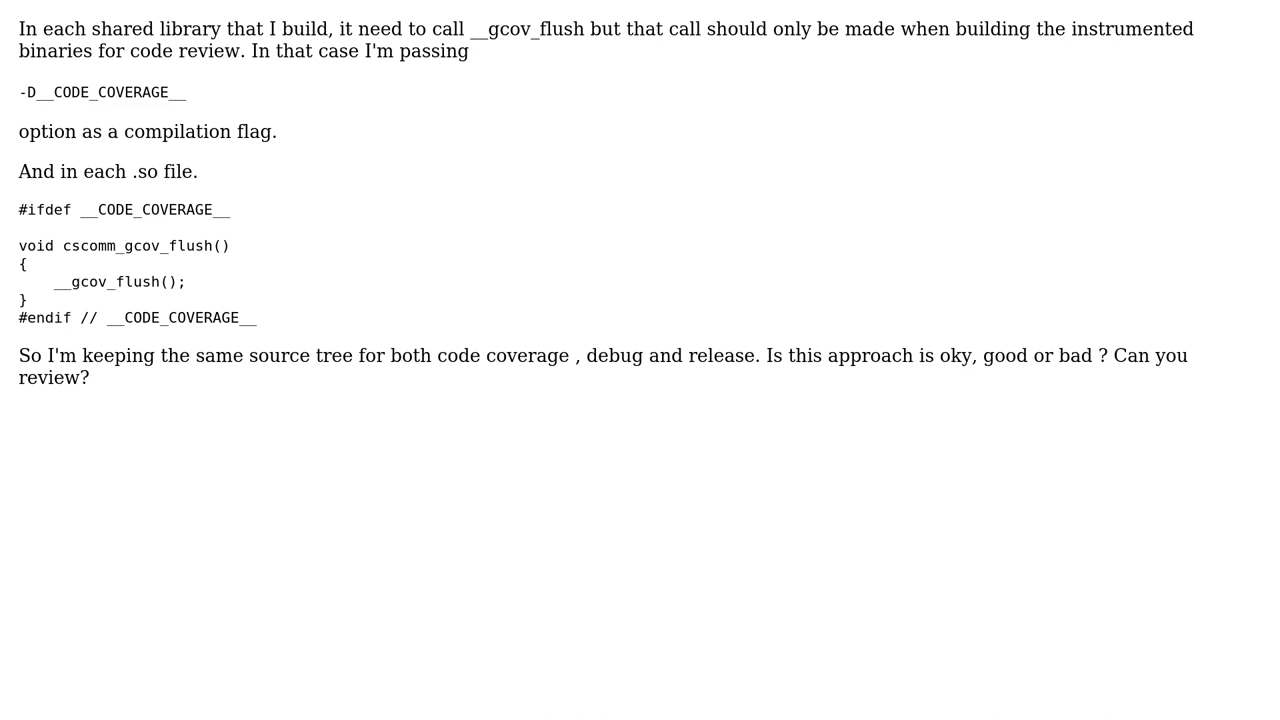 In each shared library that I build, it need to call __gcov_flush but that call should only be made when building the instrumented
binaries for code review. In that case I'm passing
-D__CODE_COVERAGE__
option as a compilation flag.
And in each .so file.
#ifdef __CODE_COVERAGE__
void cscomm_gcov_flush()
{
    __gcov_flush();
}
#endif // __CODE_COVERAGE__
So I'm keeping the same source tree for both code coverage , debug and release. Is this approach is oky, good or bad ? Can you
review?